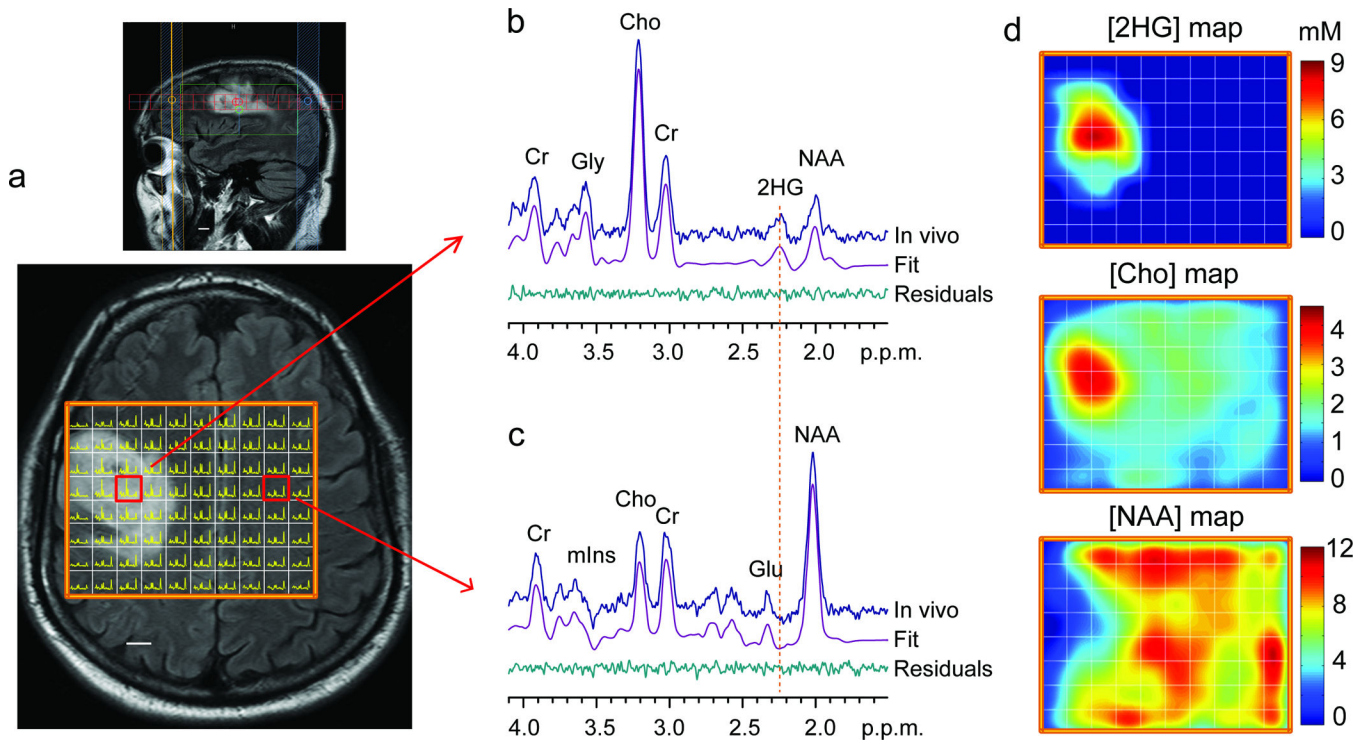 a
b
Cho
Cr
Gly
Cr
2HG
NAA
In vivo
Fit
Residuals
4.0 3.5 3.0 2.5 2.0 p.p.m.
c
NAA
Cr
mIns
Cho
Cr
Glu
In vivo
Fit
Residuals
4.0 3.5 3.0 2.5 2.0 p.p.m.
d
[2HG] map
mM
9
6
3
0
[Cho] map
4
3
2
1
0
[NAA] map
12
8
4
0